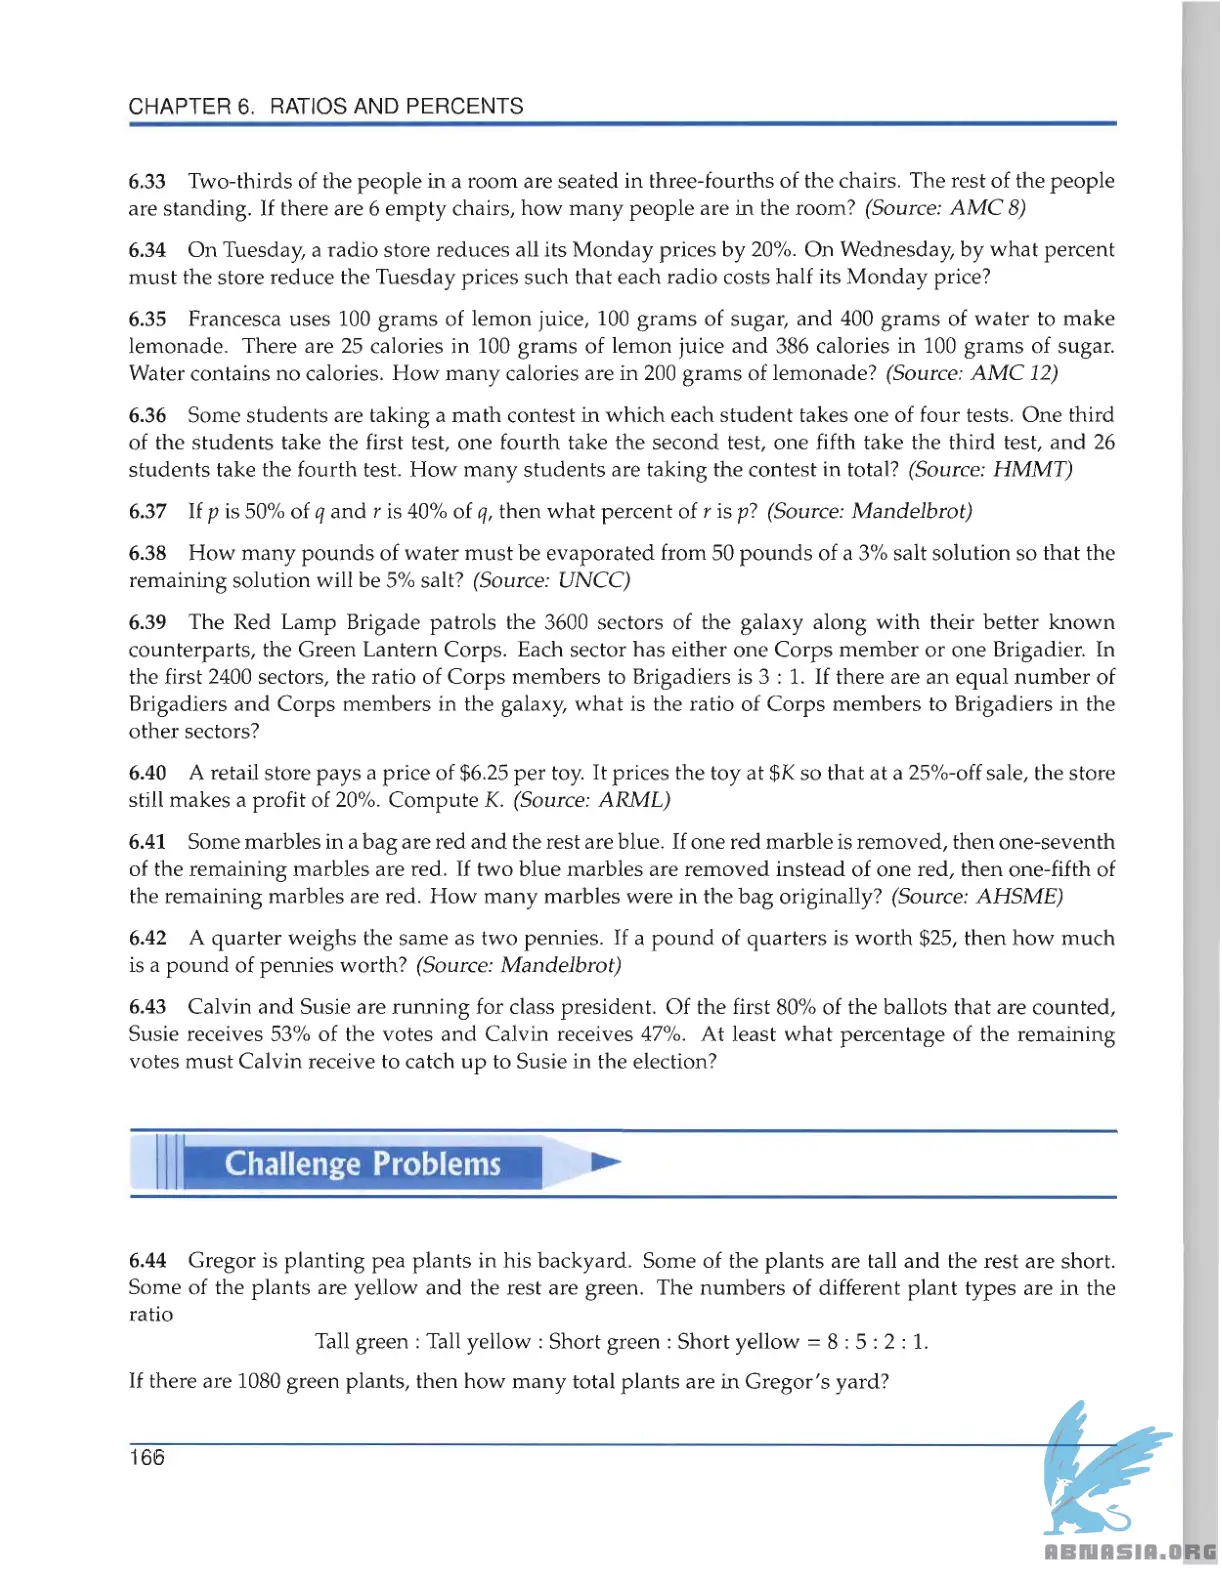 CHAPTER 6. RATIOS AND PERCENTS
6.33 Two-thirds of the people in a room are seated in three-fourths of the chairs. The rest of the people
are standing. If there are 6 empty chairs, how many people are in the room? (Source: AMC 8)
6.34 On Tuesday, a radio store reduces all its Monday prices by 20%. On Wednesday, by what percent
must the store reduce the Tuesday prices such that each radio costs half its Monday price?
6.35 Francesca uses 100 grams of lemon juice, 100 grams of sugar, and 400 grams of water to make
lemonade. There are 25 calories in 100 grams of lemon juice and 386 calories in 100 grams of sugar.
Water contains no calories. How many calories are in 200 grams of lemonade? (Source: AMC 12)
6.36 Some students are taking a math contest in which each student takes one of four tests. One third
of the students take the first test, one fourth take the second test, one fifth take the third test, and 26
students take the fourth test. How many students are taking the contest in total? (Source: HMMT)
6.37 If p is 50% of q and r is 40% of q, then what percent of r is p? (Source: Mandelbrot)
6.38 How many pounds of water must be evaporated from 50 pounds of a 3% salt solution so that the
remaining solution will be 5% salt? (Source: UNCC)
6.39 The Red Lamp Brigade patrols the 3600 sectors of the galaxy along with their better known
counterparts, the Green Lantern Corps. Each sector has either one Corps member or one Brigadier. In
the first 2400 sectors, the ratio of Corps members to Brigadiers is 3 : 1. If there are an equal number of
Brigadiers and Corps members in the galaxy, what is the ratio of Corps members to Brigadiers in the
other sectors?
6.40 A retail store pays a price of $6.25 per toy. It prices the toy at $K so that at a 25%-off sale, the store
still makes a profit of 20%. Compute K. (Source: ARML)
6.41 Some marbles in a bag are red and the rest are blue. If one red marble is removed, then one-seventh
of the remaining marbles are red. If two blue marbles are removed instead of one red, then one-fifth of
the remaining marbles are red. How many marbles were in the bag originally? (Source: AHSME)
6.42 A quarter weighs the same as two pennies. If a pound of quarters is worth $25, then how much
is a pound of pennies worth? (Source: Mandelbrot)
6.43 Calvin and Susie are running for class president. Of the first 80% of the ballots that are counted,
Susie receives 53% of the votes and Calvin receives 47%. At least what percentage of the remaining
votes must Calvin receive to catch up to Susie in the election?
Challenge Problems
6.44 Gregor is planting pea plants in his backyard. Some of the plants are tall and the rest are short.
Some of the plants are yellow and the rest are green. The numbers of different plant types are in the
ratio
Tall green : Tall yellow : Short green : Short yellow = 8 : 5 : 2 : 1.
If there are 1080 green plants, then how many total plants are in Gregor's yard?
166
ABNASIA.ORG